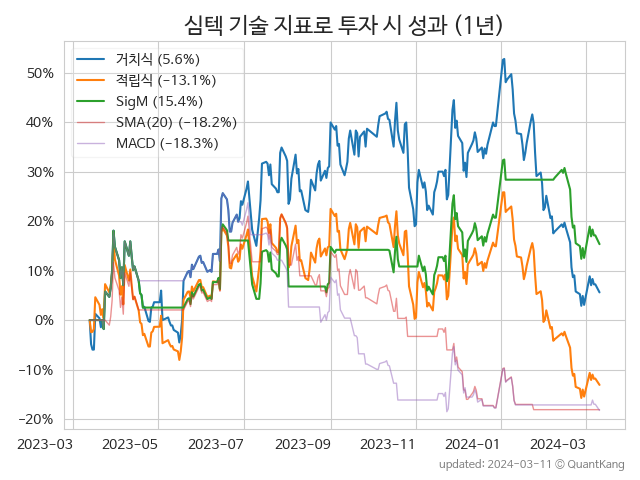 심텍 기술 지표로 투자 시 성과 (1년)
거치식 (5.6%)
적립식 (−13.1%)
SigM (15.4%)
SMA(20) (−18.2%)
MACD (−18.3%)
50%
40%
30%
20%
10%
0%
−10%
−20%
2023-03 2023-05 2023-07 2023-09 2023-11 2024-01 2024-03
updated: 2024-03-11 ⓒ QuantKang